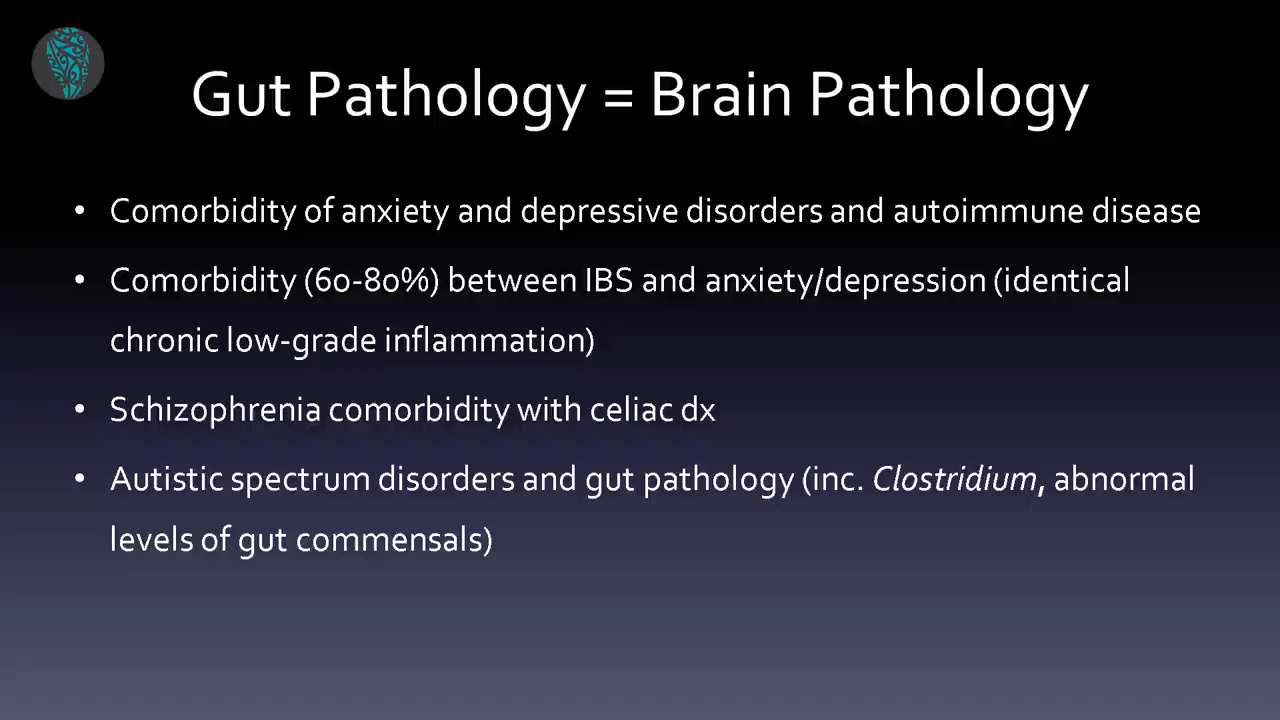 Gut Pathology = Brain Pathology
• Comorbidity of anxiety and depressive disorders and autoimmune disease
• Comorbidity (60-80%) between IBS and anxiety/depression (identical
chronic low-grade inflammation)
• Schizophrenia comorbidity with celiac dx
• Autistic spectrum disorders and gut pathology (inc. Clostridium, abnormal
levels of gut commensals)